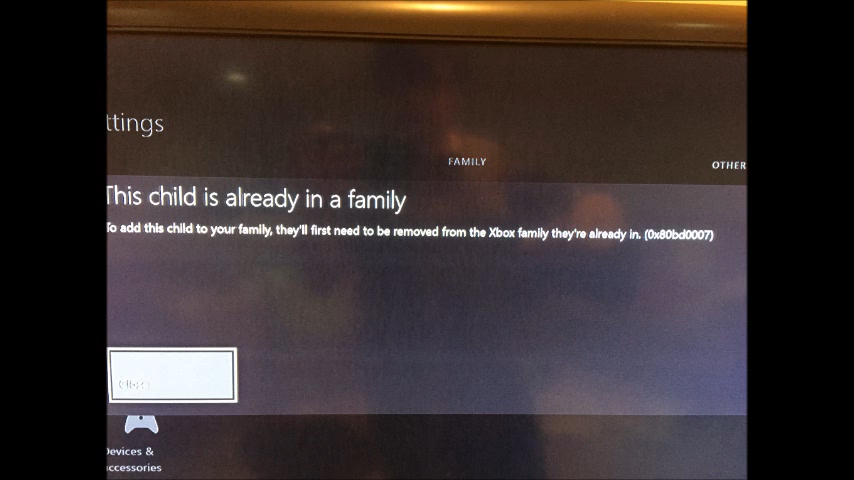 ttings
FAMILY
OTHER
This child is already in a family
To add this child to your family, they'll first need to be removed from the Xbox family they're already in. (0x80bd0007)
Devices &
ccessories